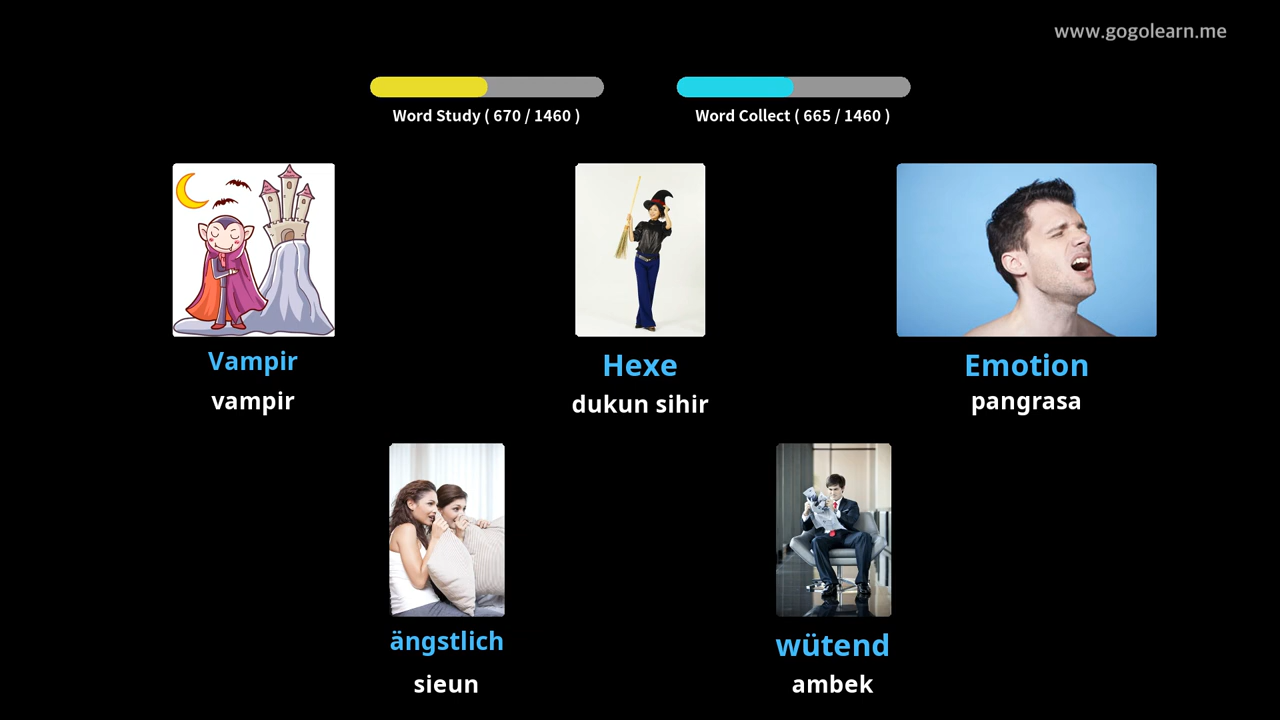 www.gogolearn.me
Word Study ( 670 / 1460 )
Word Collect ( 665 / 1460 )
Vampir
vampir
Hexe
dukun sihir
Emotion
pangrasa
ängstlich
sieun
wütend
ambek